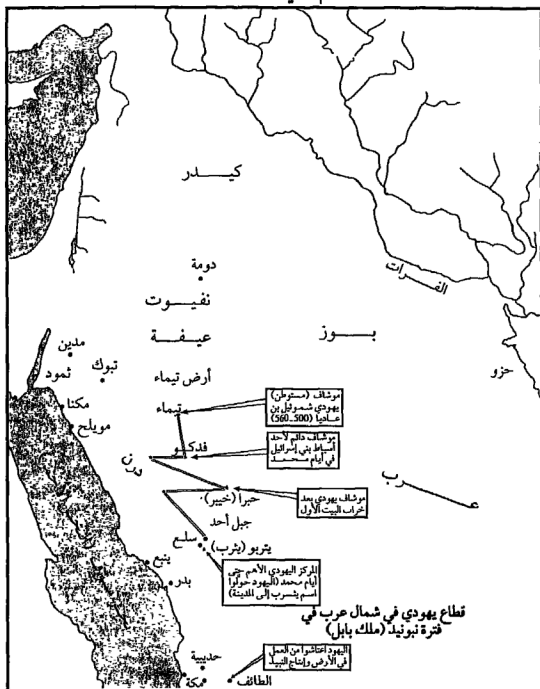 كيدر
دومة
الفرات
نفيوت
عيفة
بوز
مدين
تبوك
ثمود
أرض تيماء
حزو
مكنا
تيماء
مويلح
موشاف (مستوطن)
يهودي شموئيل بن
عاديا (500-560)
فدكو
موشاف دائم لأحد
أسباط بني إسرائيل
في أيام محمد
عرب
حبرا (خيبر)
موشاف يهودي بعد
خراب البيت الأول
جبل أحد
سلع
يتربو (يثرب)
ينبع
بدر
المركز اليهودي الأهم حتى
أيام محمد (اليهود حولوا
اسم يثرب إلى المدينة)
قطاع يهودي في شمال عرب في
فترة نبونيد (ملك بابل)
اليهود اعتاشوا من العمل
في الأرض وإنتاج النبيذ
حديبية
مكة
الطائف